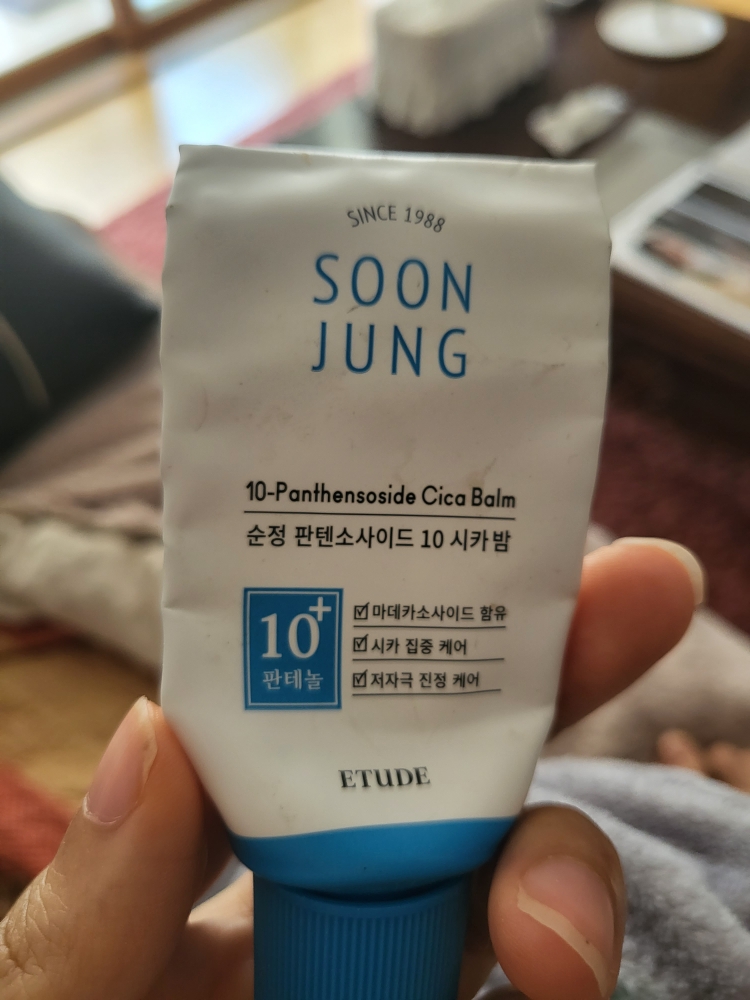 SINCE 1988
SOON
JUNG
10-Panthensoside Cica Balm
순정 판텐소사이드 10 시카밤
10+
판테놀
☑ 마데카소사이드 함유
☑ 시카 집중 케어
☑ 저자극 진정 케어
ETUDE